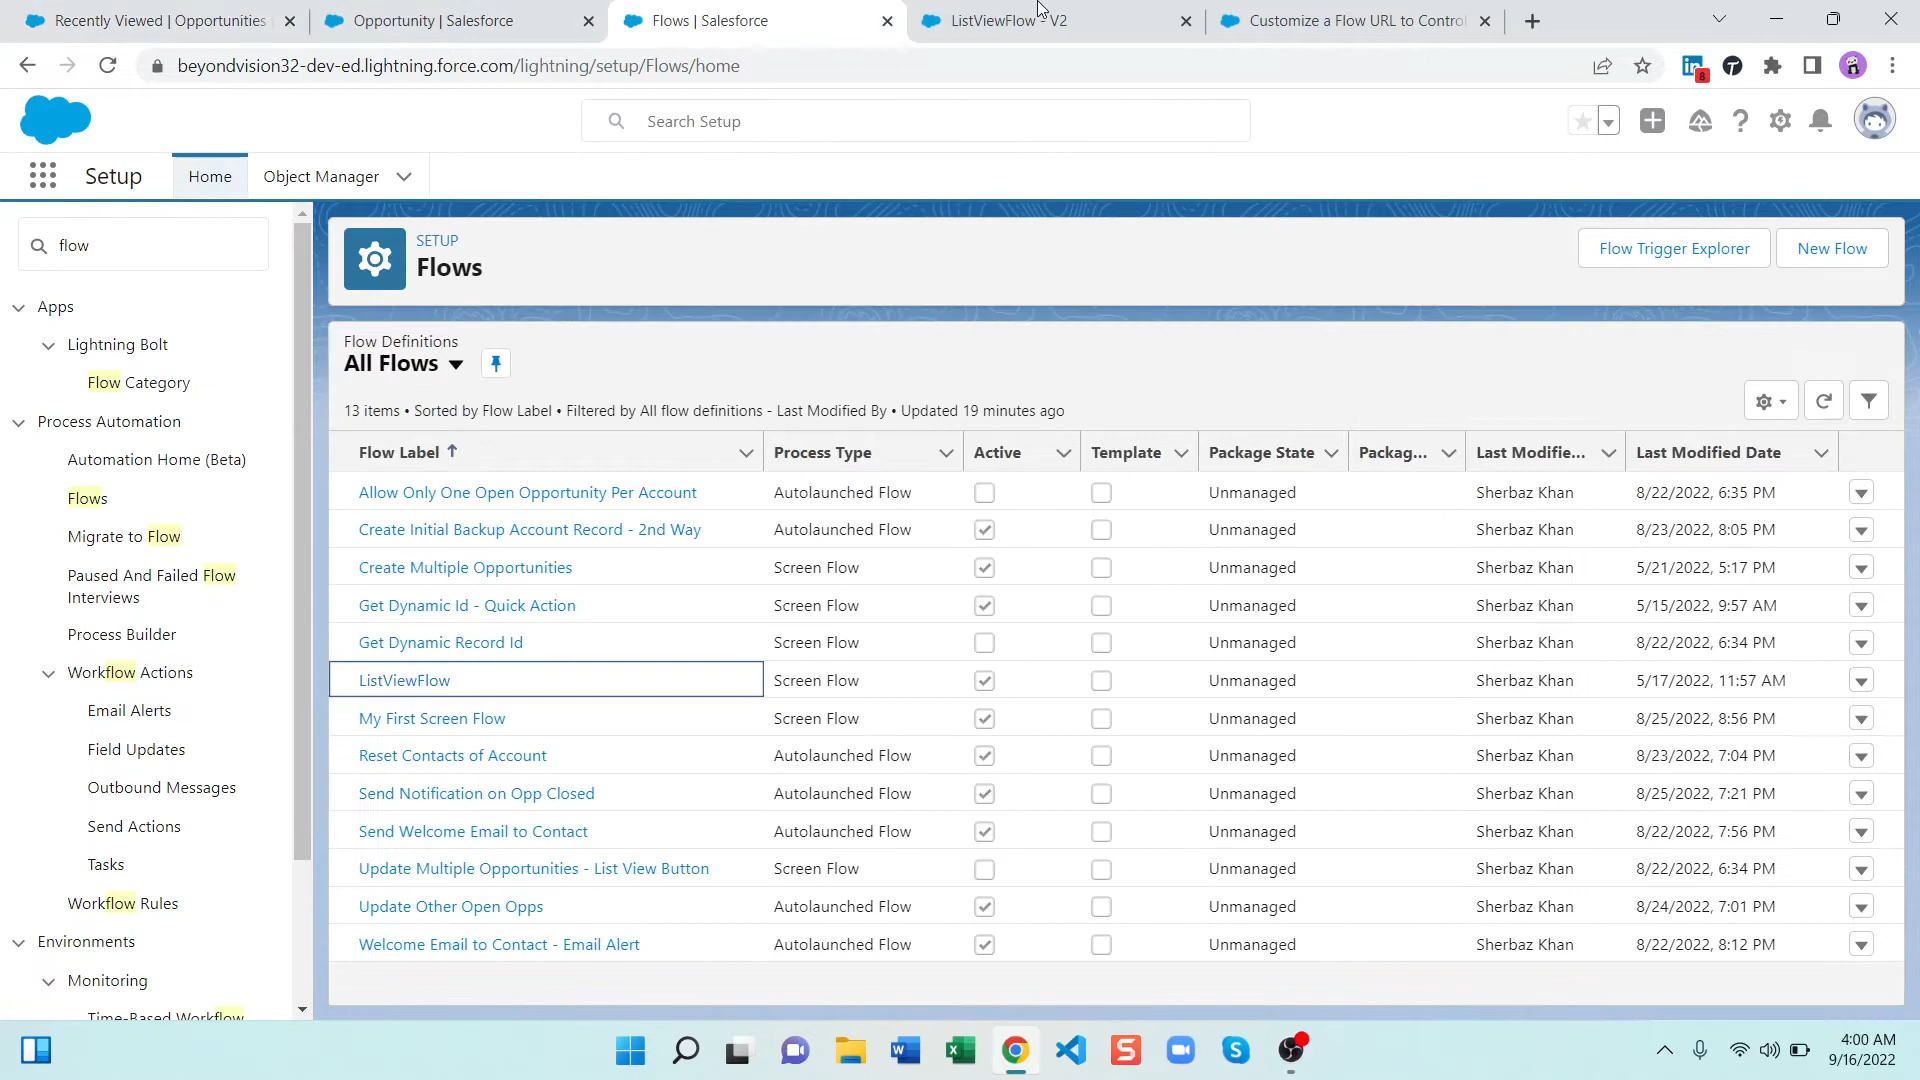 Recently Viewed | Opportunities
Opportunity | Salesforce
Flows | Salesforce
ListViewFlow - V2
Customize a Flow URL to Control
beyondvision32-dev-ed.lightning.force.com/lightning/setup/Flows/home
8
Search Setup
Setup
Home
Object Manager
flow
Apps
Lightning Bolt
Flow Category
Process Automation
Automation Home (Beta)
Flows
Migrate to Flow
Paused And Failed Flow
Interviews
Process Builder
Workflow Actions
Email Alerts
Field Updates
Outbound Messages
Send Actions
Tasks
Workflow Rules
Environments
Monitoring
Time-Based Workflow
SETUP
Flows
Flow Trigger Explorer
New Flow
Flow Definitions
All Flows
13 items • Sorted by Flow Label • Filtered by All flow definitions - Last Modified By • Updated 19 minutes ago
Flow Label Process Type Active Template Package State Packag... Last Modifie... Last Modified Date
Allow Only One Open Opportunity Per Account Autolaunched Flow Unmanaged Sherbaz Khan 8/22/2022, 6:35 PM
Create Initial Backup Account Record - 2nd Way Autolaunched Flow Unmanaged Sherbaz Khan 8/23/2022, 8:05 PM
Create Multiple Opportunities Screen Flow Unmanaged Sherbaz Khan 5/21/2022, 5:17 PM
Get Dynamic Id - Quick Action Screen Flow Unmanaged Sherbaz Khan 5/15/2022, 9:57 AM
Get Dynamic Record Id Screen Flow Unmanaged Sherbaz Khan 8/22/2022, 6:34 PM
ListViewFlow Screen Flow Unmanaged Sherbaz Khan 5/17/2022, 11:57 AM
My First Screen Flow Screen Flow Unmanaged Sherbaz Khan 8/25/2022, 8:56 PM
Reset Contacts of Account Autolaunched Flow Unmanaged Sherbaz Khan 8/23/2022, 7:04 PM
Send Notification on Opp Closed Autolaunched Flow Unmanaged Sherbaz Khan 8/25/2022, 7:21 PM
Send Welcome Email to Contact Autolaunched Flow Unmanaged Sherbaz Khan 8/22/2022, 7:56 PM
Update Multiple Opportunities - List View Button Screen Flow Unmanaged Sherbaz Khan 8/22/2022, 6:34 PM
Update Other Open Opps Autolaunched Flow Unmanaged Sherbaz Khan 8/24/2022, 7:01 PM
Welcome Email to Contact - Email Alert Autolaunched Flow Unmanaged Sherbaz Khan 8/22/2022, 8:12 PM
4:00 AM
9/16/2022